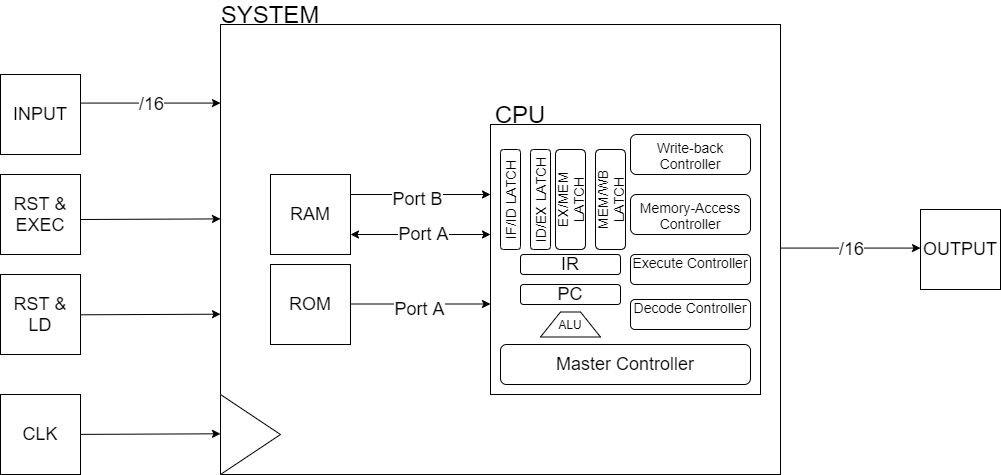 SYSTEM
INPUT
/16
RST &
EXEC
RST &
LD
CLK
RAM
ROM
Port B
Port A
Port A
CPU
IF/ID LATCH
ID/EX LATCH
EX/MEM
LATCH
MEM/WB
LATCH
Write-back
Controller
Memory-Access
Controller
IR
Execute Controller
PC
Decode Controller
ALU
Master Controller
/16
OUTPUT